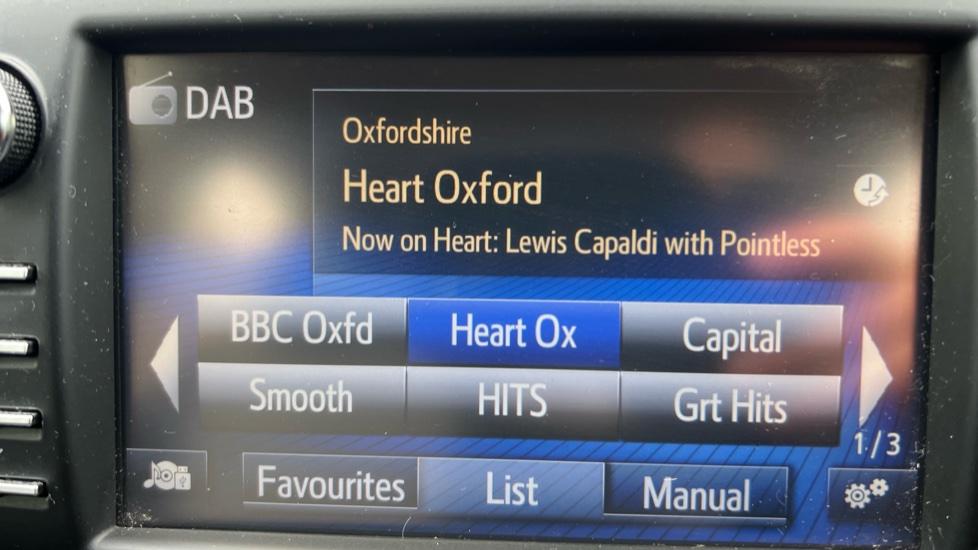 DAB
Oxfordshire
Heart Oxford
Now on Heart: Lewis Capaldi with Pointless
BBC Oxfd Heart Ox Capital
Smooth HITS Grt Hits
1/3
Favourites List Manual